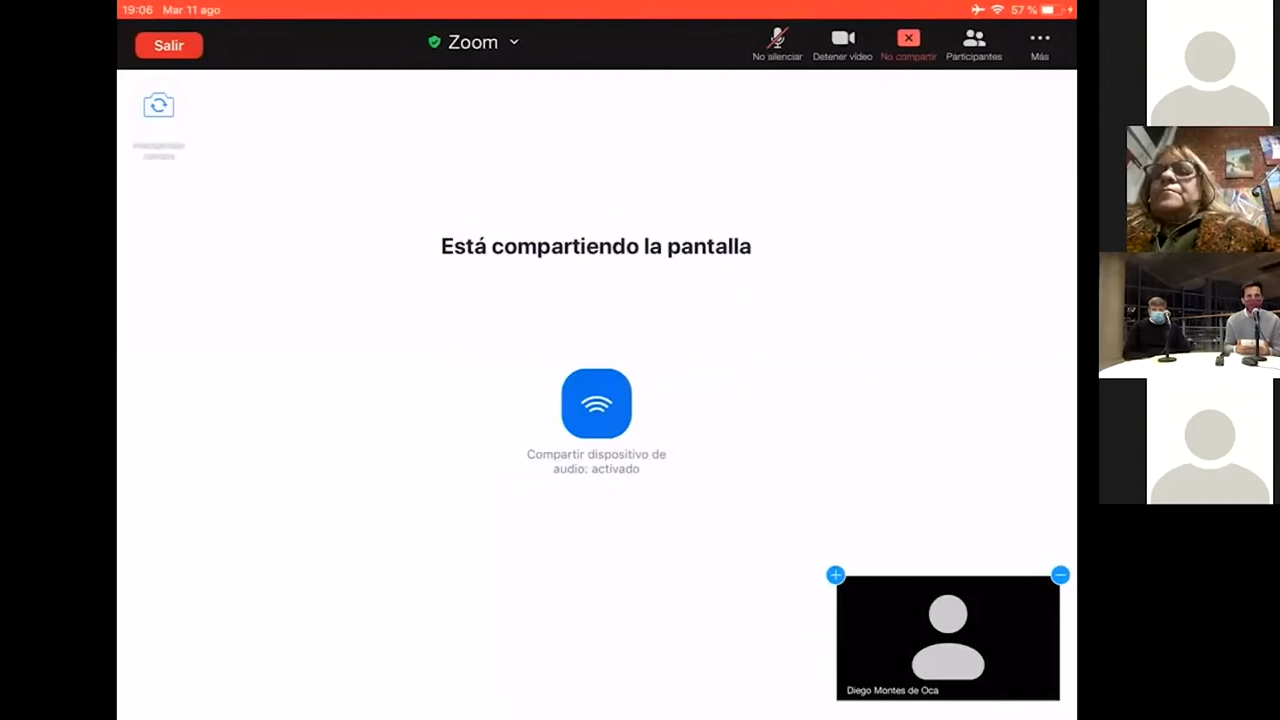 19:06 Mar 11 ago
57 %
Salir
Zoom
No silenciar
Detener vídeo
No compartir
Participantes
Más
Está compartiendo la pantalla
Compartir dispositivo de
audio: activado
Diego Montes de Oca